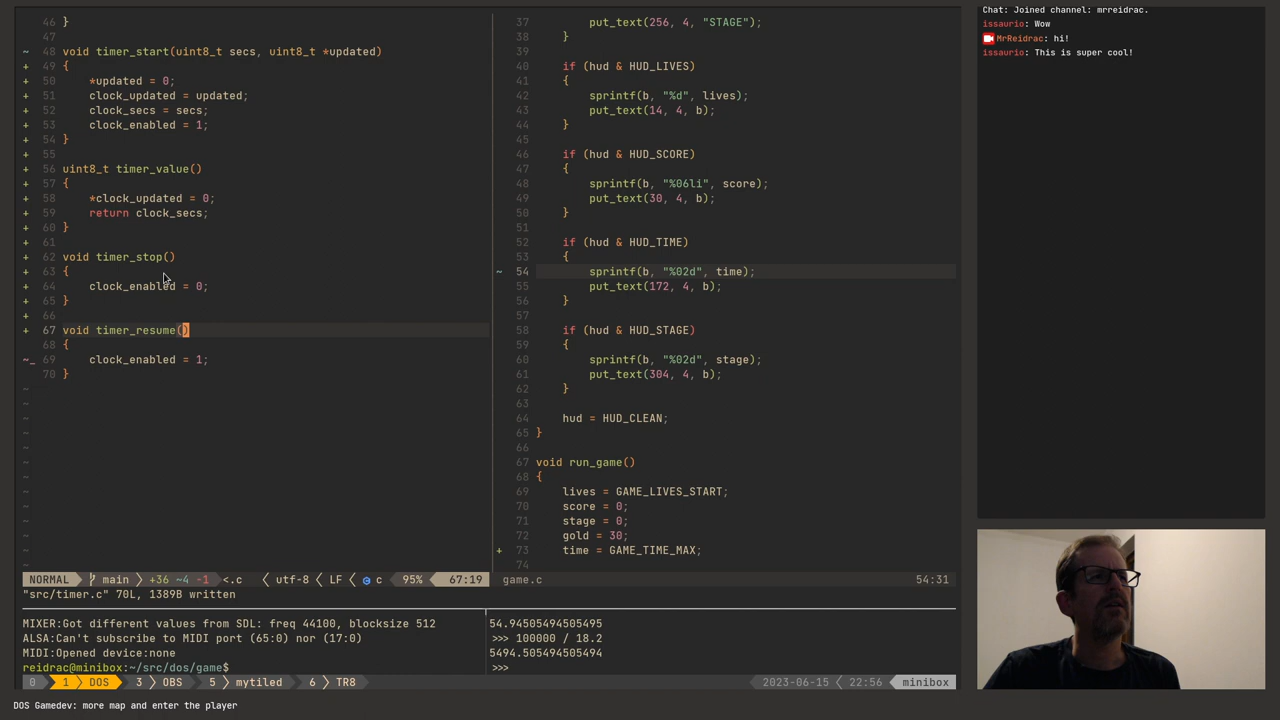 46 }
47
~ 48 void timer_start(uint8_t secs, uint8_t *updated)
+ 49 {
+ 50     *updated = 0;
+ 51     clock_updated = updated;
+ 52     clock_secs = secs;
+ 53     clock_enabled = 1;
+ 54 }
+ 55
+ 56 uint8_t timer_value()
+ 57 {
+ 58     *clock_updated = 0;
+ 59     return clock_secs;
+ 60 }
+ 61
+ 62 void timer_stop()
+ 63 {
+ 64     clock_enabled = 0;
+ 65 }
+ 66
+ 67 void timer_resume()
68 {
~_ 69     clock_enabled = 1;
70 }
~
~
~
~
~
~
~
~
~
~
~
~
~
37         put_text(256, 4, "STAGE");
38     }
39
40     if (hud & HUD_LIVES)
41     {
42         sprintf(b, "%d", lives);
43         put_text(14, 4, b);
44     }
45
46     if (hud & HUD_SCORE)
47     {
48         sprintf(b, "%06li", score);
49         put_text(30, 4, b);
50     }
51
52     if (hud & HUD_TIME)
53     {
~ 54         sprintf(b, "%02d", time);
55         put_text(172, 4, b);
56     }
57
58     if (hud & HUD_STAGE)
59     {
60         sprintf(b, "%02d", stage);
61         put_text(304, 4, b);
62     }
63
64     hud = HUD_CLEAN;
65 }
66
67 void run_game()
68 {
69     lives = GAME_LIVES_START;
70     score = 0;
71     stage = 0;
72     gold = 30;
+ 73     time = GAME_TIME_MAX;
74
NORMAL main +36 ~4 -1 <.c utf-8 LF c 95% 67:19
game.c 54:31
"src/timer.c" 70L, 1389B written
MIXER:Got different values from SDL: freq 44100, blocksize 512
ALSA:Can't subscribe to MIDI port (65:0) nor (17:0)
MIDI:Opened device:none
reidrac@minibox:~/src/dos/game$
54.94505494505495
>>> 100000 / 18.2
5494.505494505494
>>>
0 1 DOS 3 OBS 5 mytiled 6 TR8 2023-06-15 22:56 minibox
DOS Gamedev: more map and enter the player
Chat: Joined channel: mrreidrac.
issaurio: Wow
MrReidrac: hi!
issaurio: This is super cool!